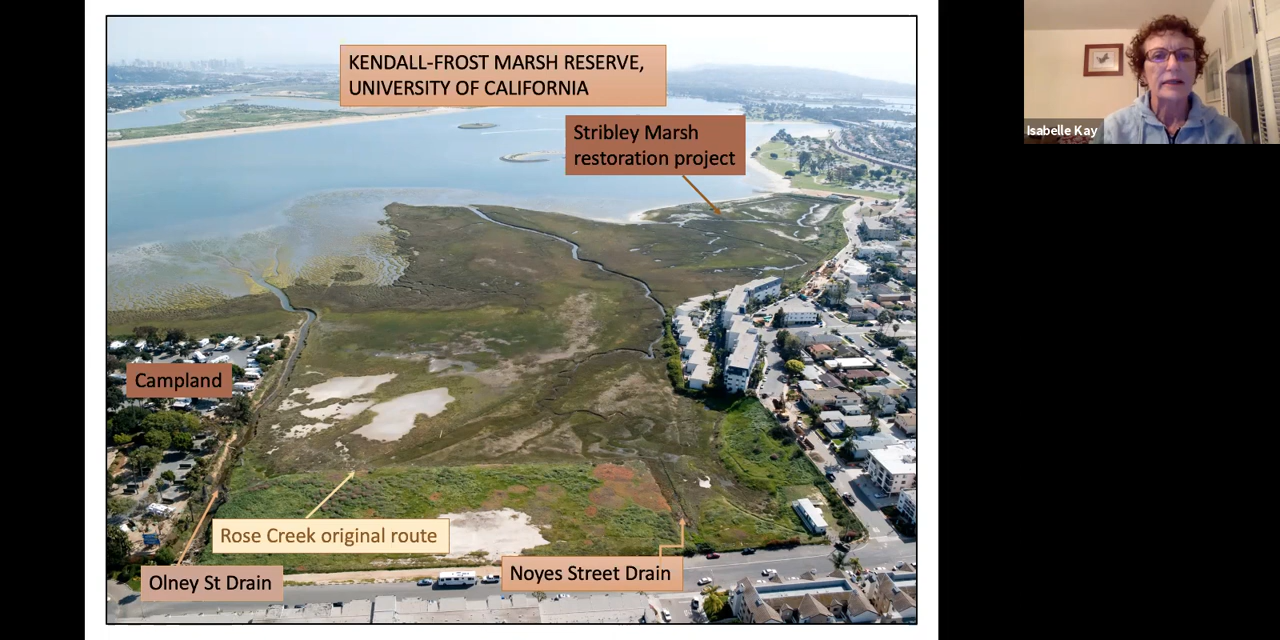 KENDALL-FROST MARSH RESERVE,
UNIVERSITY OF CALIFORNIA
Stribley Marsh
restoration project
Isabelle Kay
Campland
Rose Creek original route
Olney St Drain
Noyes Street Drain